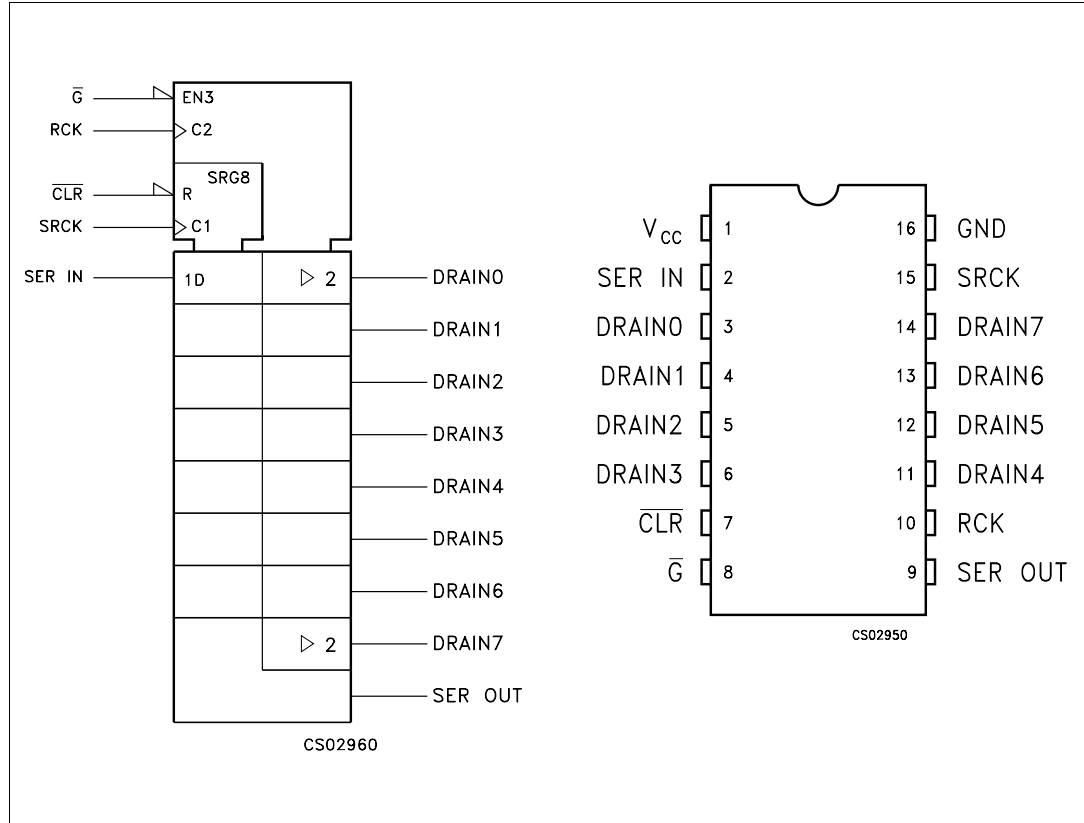 G̅ EN3
RCK C2
SRG8
C̅L̅R̅ R
SRCK C1
SER IN 1D 2 DRAIN0
DRAIN1
DRAIN2
DRAIN3
DRAIN4
DRAIN5
DRAIN6
2 DRAIN7
SER OUT
CS02960
VCC 1 16 GND
SER IN 2 15 SRCK
DRAIN0 3 14 DRAIN7
DRAIN1 4 13 DRAIN6
DRAIN2 5 12 DRAIN5
DRAIN3 6 11 DRAIN4
C̅L̅R̅ 7 10 RCK
G̅ 8 9 SER OUT
CS02950